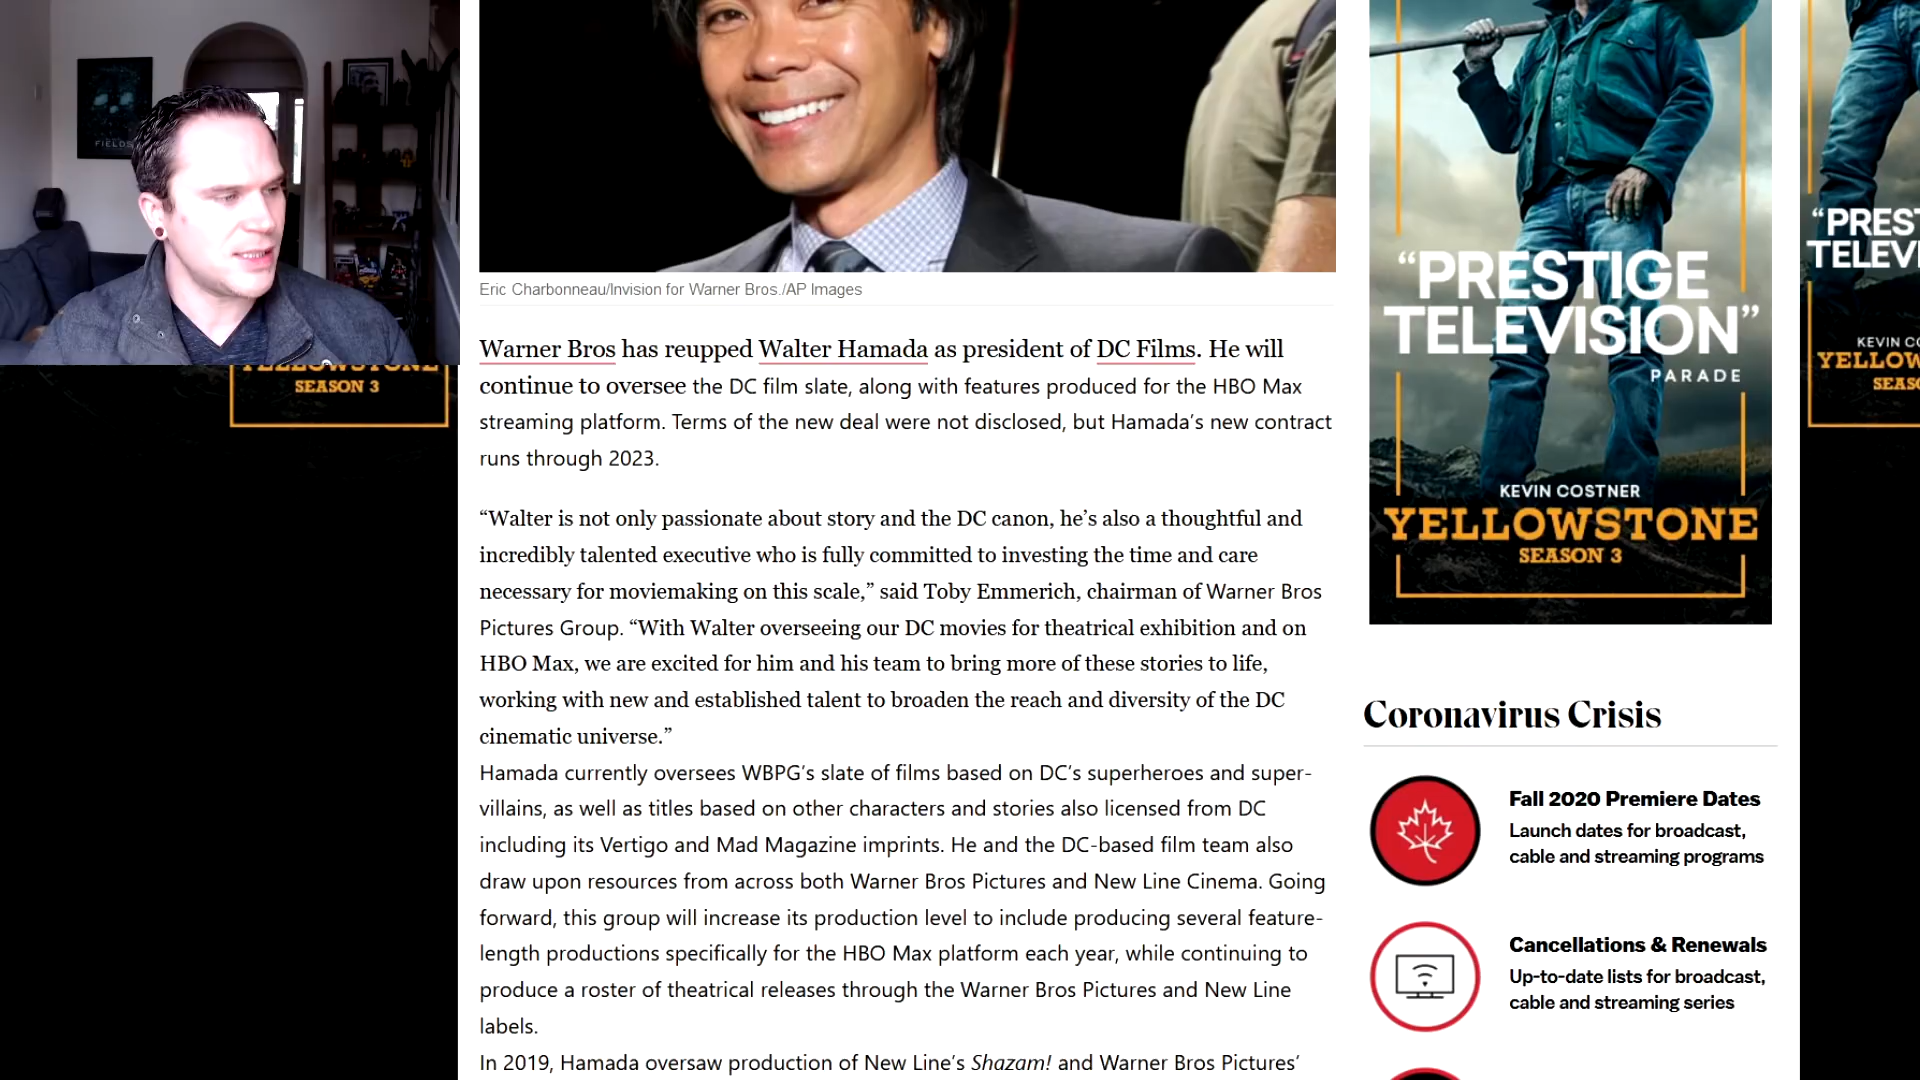 FIELDS
YELLOWSTONE
SEASON 3
Eric Charbonneau/Invision for Warner Bros./AP Images
Warner Bros has reupped Walter Hamada as president of DC Films. He will
continue to oversee the DC film slate, along with features produced for the HBO Max
streaming platform. Terms of the new deal were not disclosed, but Hamada’s new contract
runs through 2023.
“Walter is not only passionate about story and the DC canon, he’s also a thoughtful and
incredibly talented executive who is fully committed to investing the time and care
necessary for moviemaking on this scale,” said Toby Emmerich, chairman of Warner Bros
Pictures Group. “With Walter overseeing our DC movies for theatrical exhibition and on
HBO Max, we are excited for him and his team to bring more of these stories to life,
working with new and established talent to broaden the reach and diversity of the DC
cinematic universe.”
Hamada currently oversees WBPG’s slate of films based on DC’s superheroes and super-
villains, as well as titles based on other characters and stories also licensed from DC
including its Vertigo and Mad Magazine imprints. He and the DC-based film team also
draw upon resources from across both Warner Bros Pictures and New Line Cinema. Going
forward, this group will increase its production level to include producing several feature-
length productions specifically for the HBO Max platform each year, while continuing to
produce a roster of theatrical releases through the Warner Bros Pictures and New Line
labels.
In 2019, Hamada oversaw production of New Line’s Shazam! and Warner Bros Pictures’
“PRESTIGE
TELEVISION”
PARADE
KEVIN COSTNER
YELLOWSTONE
SEASON 3
Coronavirus Crisis
Fall 2020 Premiere Dates
Launch dates for broadcast,
cable and streaming programs
Cancellations & Renewals
Up-to-date lists for broadcast,
cable and streaming series
“PREST
TELEV
KEVIN CO
YELLOW
SEAS